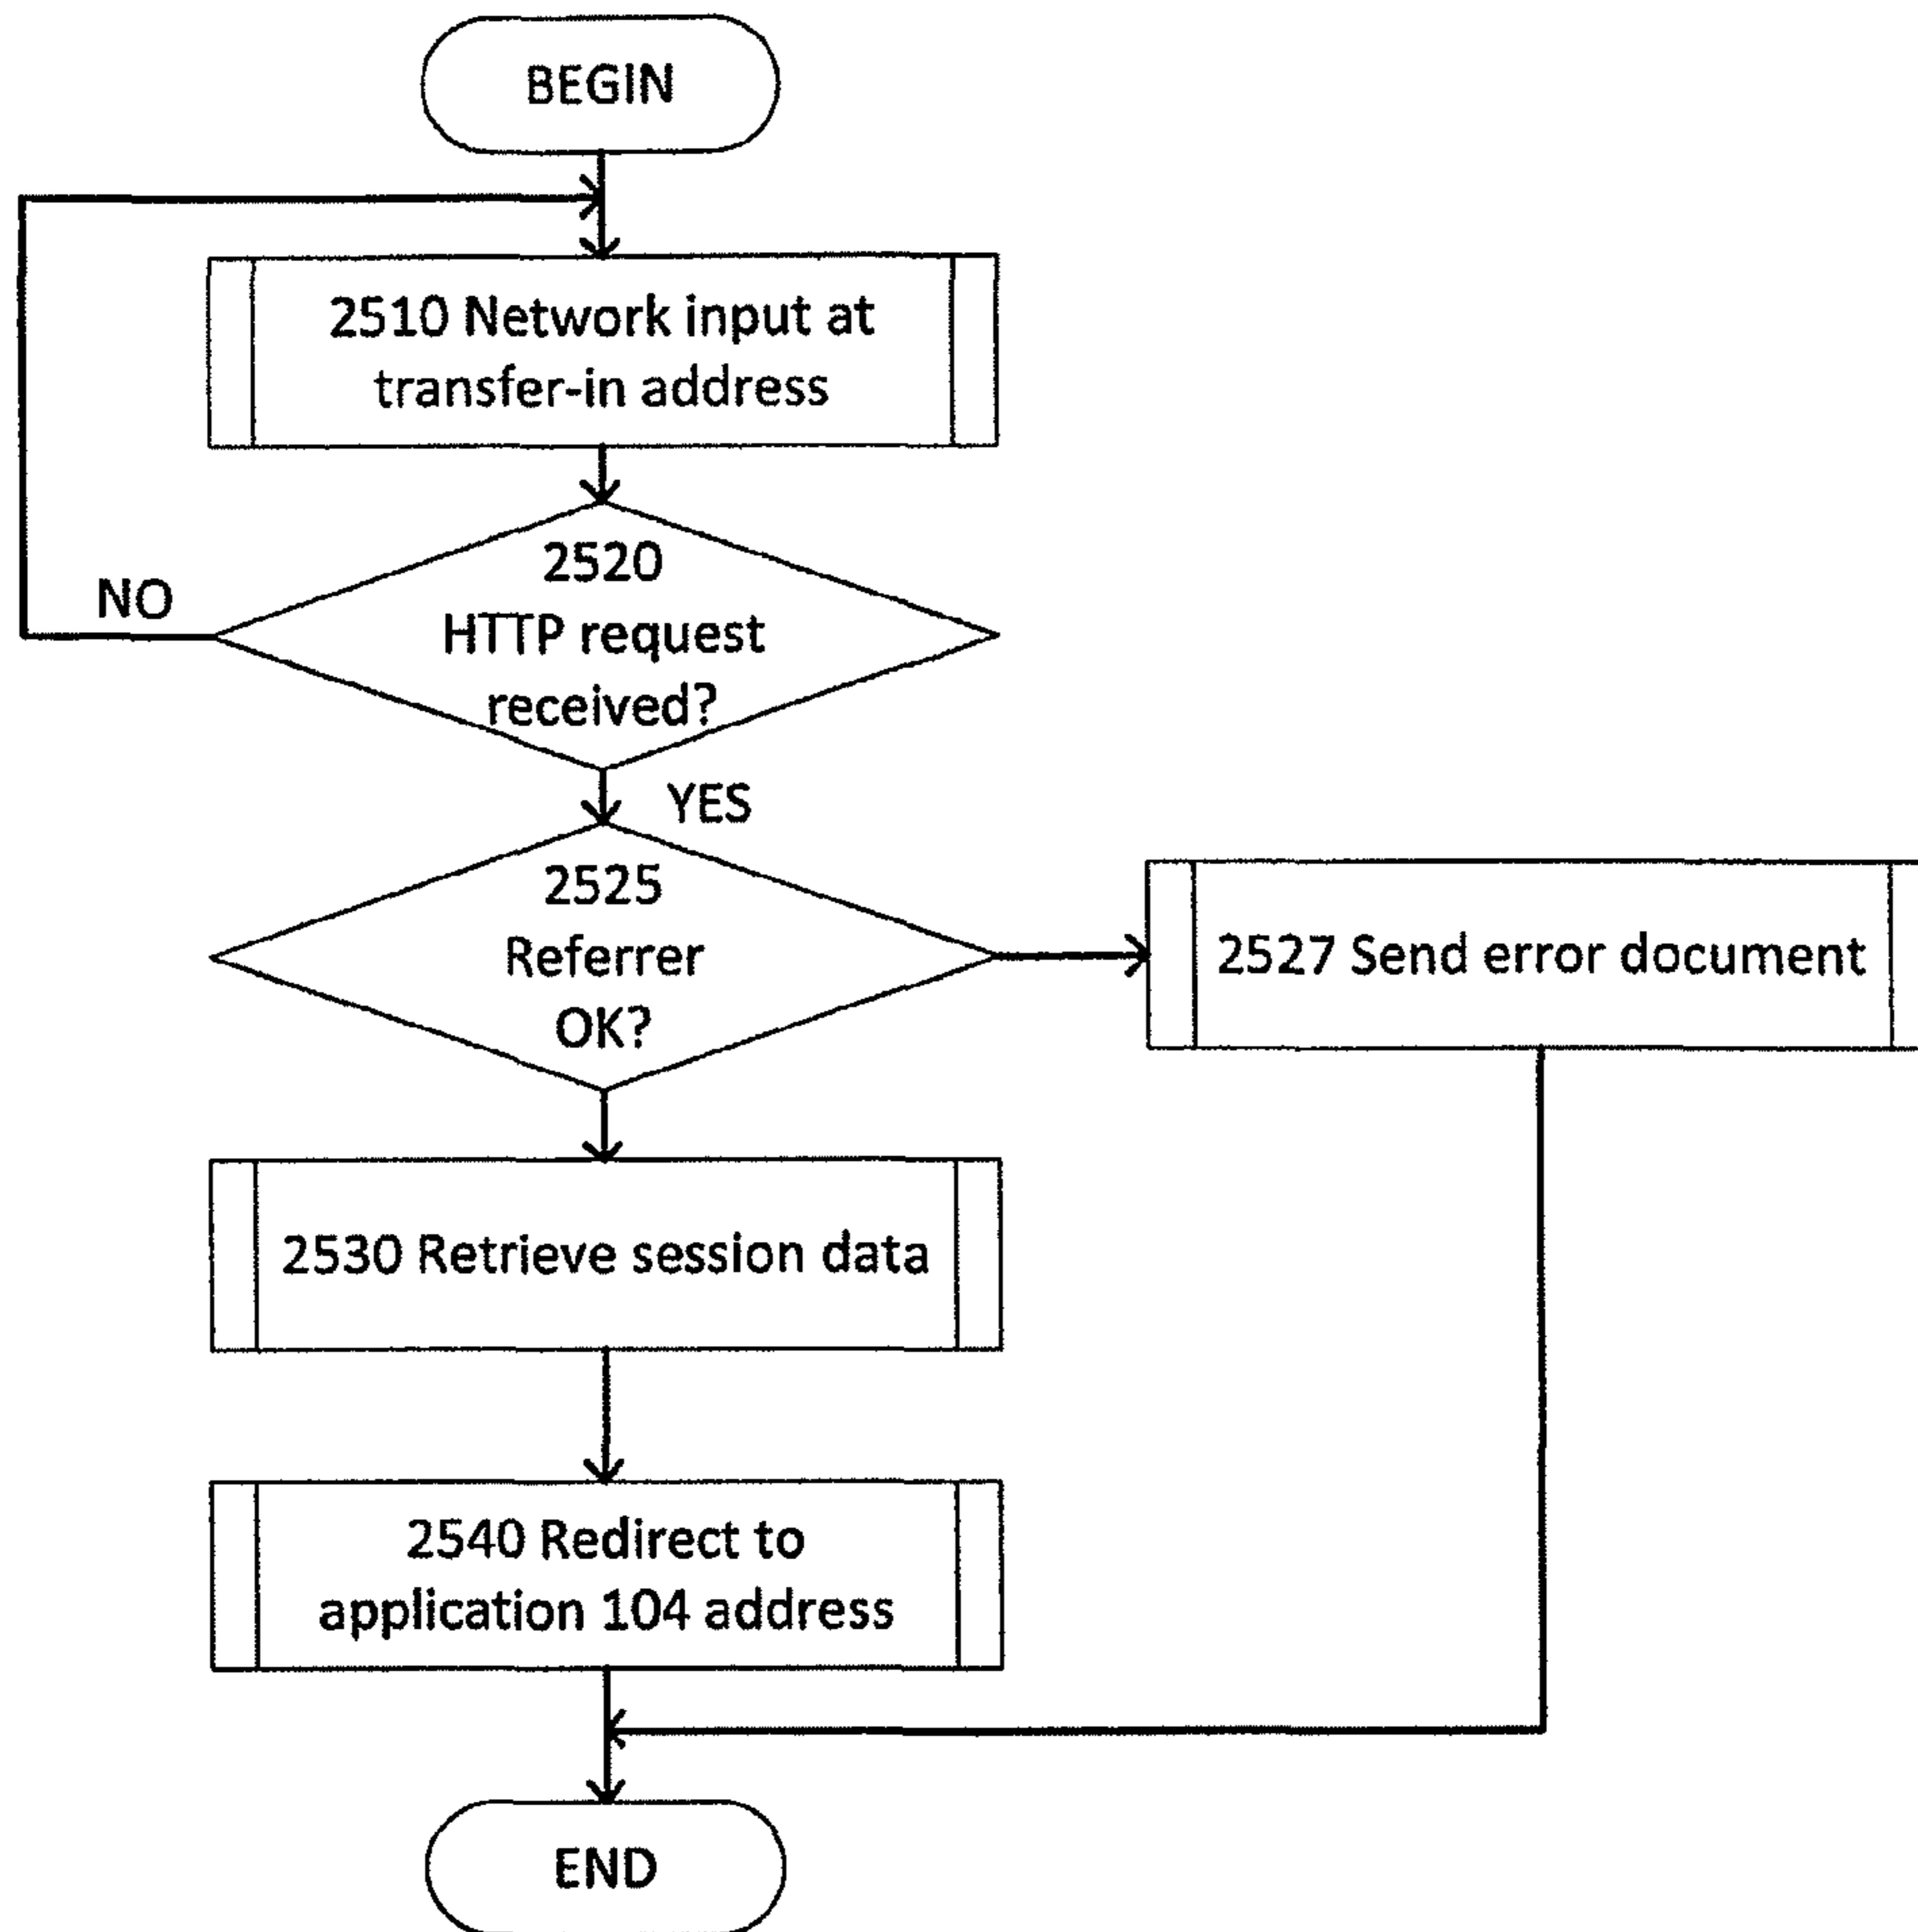 BEGIN
2510 Network input at
transfer-in address
2520
HTTP request
received?
NO
YES
2525
Referrer
OK?
2527 Send error document
2530 Retrieve session data
2540 Redirect to
application 104 address
END